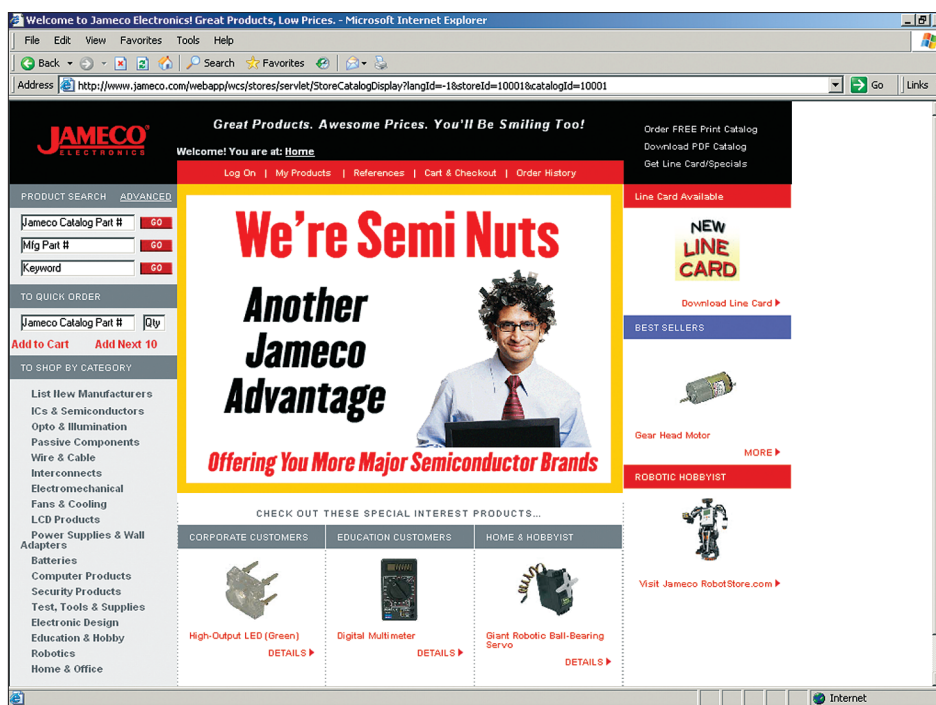 Welcome to Jameco Electronics! Great Products, Low Prices. - Microsoft Internet Explorer
File Edit View Favorites Tools Help
Back Search Favorites
Address http://www.jameco.com/webapp/wcs/stores/servlet/StoreCatalogDisplay?langId=-1&storeId=10001&catalogId=10001 Go Links
JAMECO®
ELECTRONICS
Great Products. Awesome Prices. You'll Be Smiling Too!
Welcome! You are at: Home
Log On | My Products | References | Cart & Checkout | Order History
Order FREE Print Catalog
Download PDF Catalog
Get Line Card/Specials
PRODUCT SEARCH ADVANCED
Jameco Catalog Part # GO
Mfg Part # GO
Keyword GO
TO QUICK ORDER
Jameco Catalog Part # Qty
Add to Cart Add Next 10
TO SHOP BY CATEGORY
List New Manufacturers
ICs & Semiconductors
Opto & Illumination
Passive Components
Wire & Cable
Interconnects
Electromechanical
Fans & Cooling
LCD Products
Power Supplies & Wall
Adapters
Batteries
Computer Products
Security Products
Test, Tools & Supplies
Electronic Design
Education & Hobby
Robotics
Home & Office
We're Semi Nuts
Another
Jameco
Advantage
Offering You More Major Semiconductor Brands
CHECK OUT THESE SPECIAL INTEREST PRODUCTS...
CORPORATE CUSTOMERS
High-Output LED (Green)
DETAILS
EDUCATION CUSTOMERS
Digital Multimeter
DETAILS
HOME & HOBBYIST
Giant Robotic Ball-Bearing
Servo
DETAILS
Line Card Available
NEW
LINE
CARD
Download Line Card
BEST SELLERS
Gear Head Motor
MORE
ROBOTIC HOBBYIST
Visit Jameco RobotStore.com
Internet